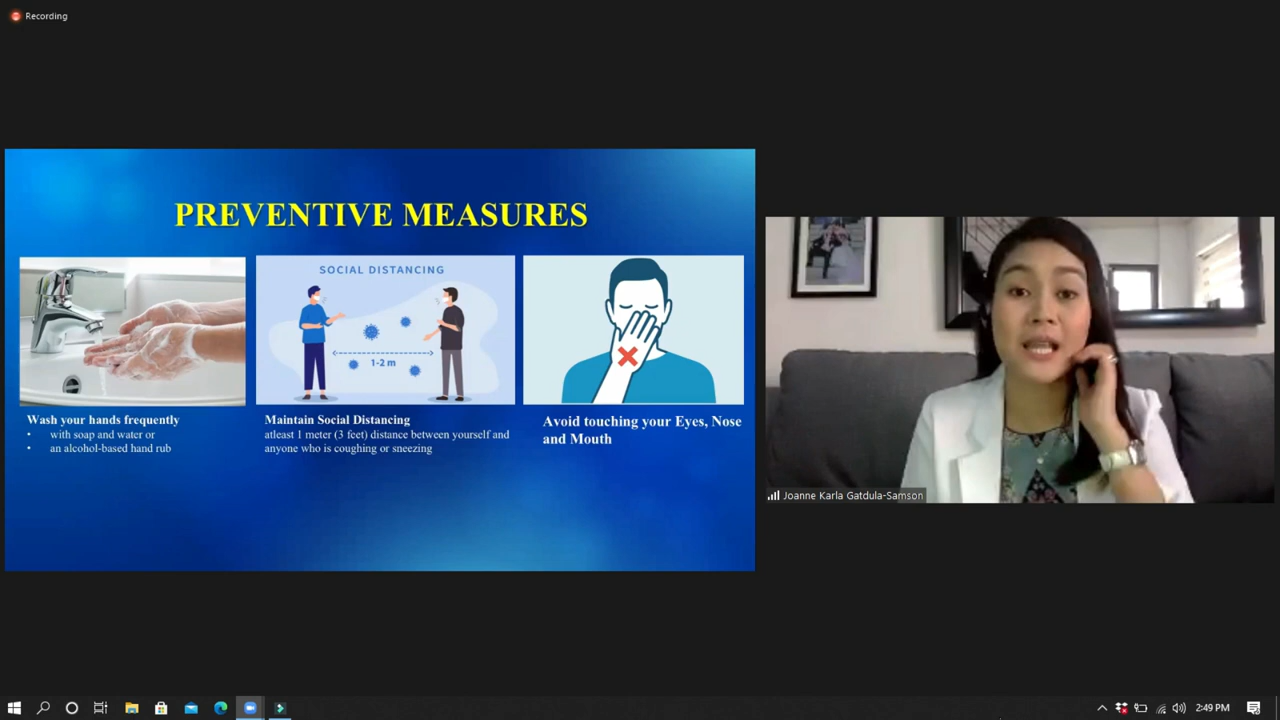 Recording
PREVENTIVE MEASURES
SOCIAL DISTANCING
1-2 m
Wash your hands frequently
• with soap and water or
• an alcohol-based hand rub
Maintain Social Distancing
atleast 1 meter (3 feet) distance between yourself and
anyone who is coughing or sneezing
Avoid touching your Eyes, Nose
and Mouth
Joanne Karla Gatdula-Samson
2:49 PM